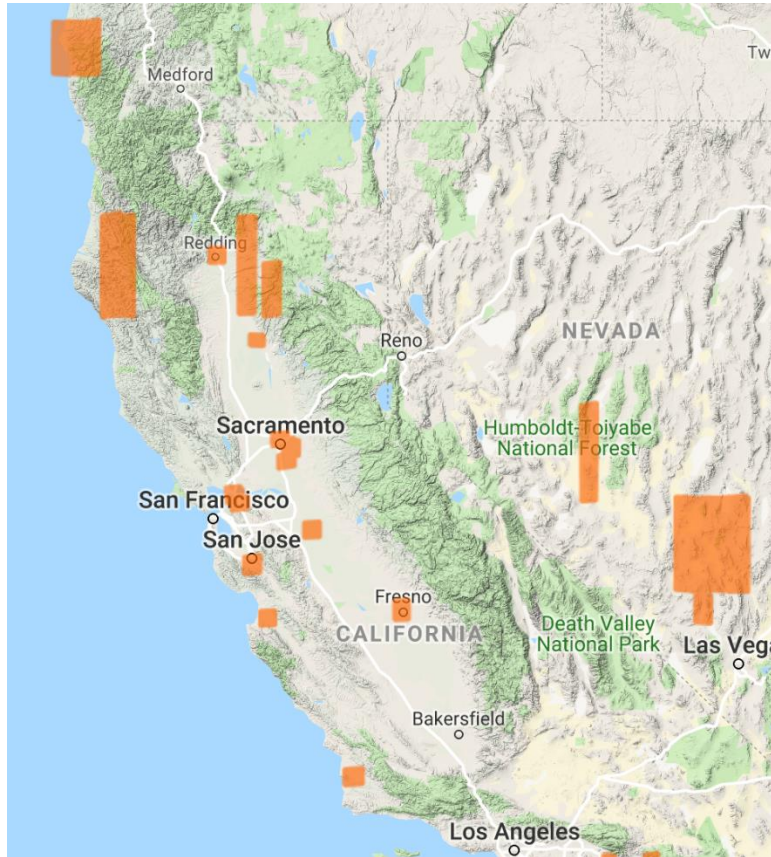 Medford
Tw
Redding
Reno
NEVADA
Sacramento
Humboldt-Toiyabe
National Forest
San Francisco
San Jose
Fresno
CALIFORNIA
Death Valley
National Park
Las Vega
Bakersfield
Los Angeles